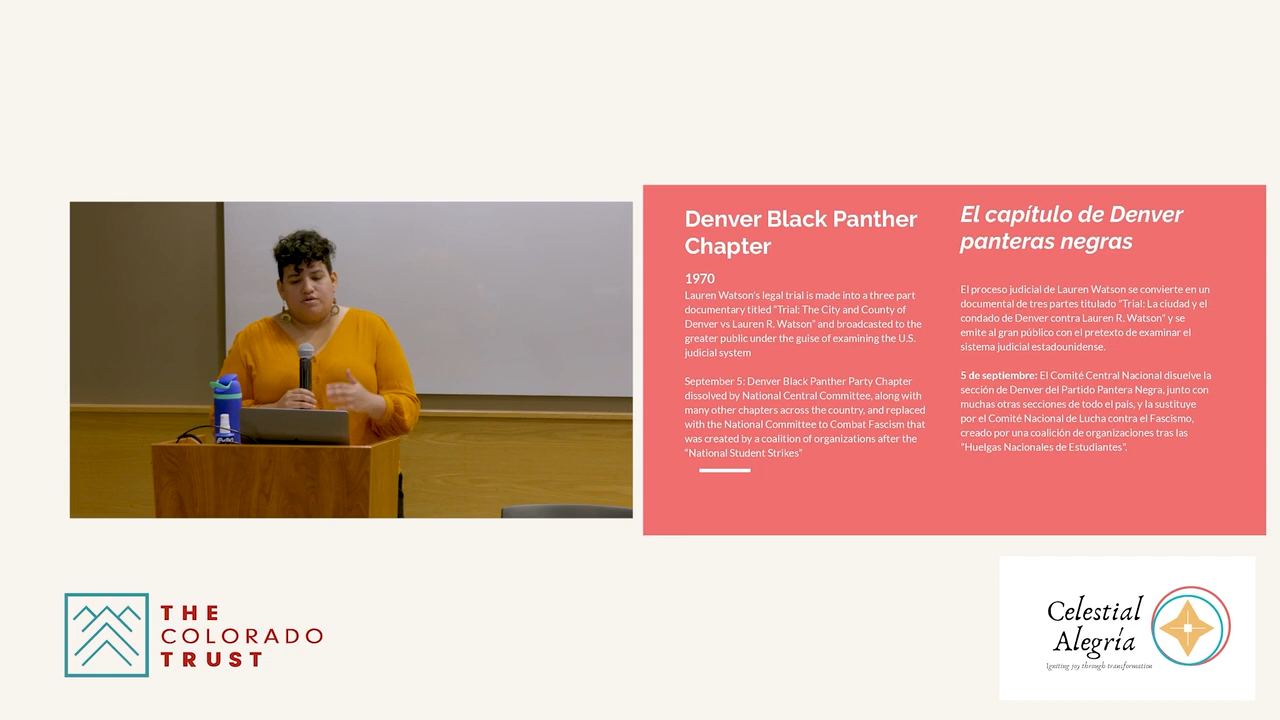 Denver Black Panther
Chapter
1970
Lauren Watson's legal trial is made into a three part
documentary titled "Trial: The City and County of
Denver vs Lauren R. Watson" and broadcasted to the
greater public under the guise of examining the U.S.
judicial system
September 5: Denver Black Panther Party Chapter
dissolved by National Central Committee, along with
many other chapters across the country, and replaced
with the National Committee to Combat Fascism that
was created by a coalition of organizations after the
"National Student Strikes"
El capítulo de Denver
panteras negras
El proceso judicial de Lauren Watson se convierte en un
documental de tres partes titulado "Trial: La ciudad y el
condado de Denver contra Lauren R. Watson" y se
emite al gran público con el pretexto de examinar el
sistema judicial estadounidense.
5 de septiembre: El Comité Central Nacional disuelve la
sección de Denver del Partido Pantera Negra, junto con
muchas otras secciones de todo el país, y la sustituye
por el Comité Nacional de Lucha contra el Fascismo,
creado por una coalición de organizaciones tras las
"Huelgas Nacionales de Estudiantes".
THE
COLORADO
TRUST
Celestial
Alegría
Igniting joy through transformation